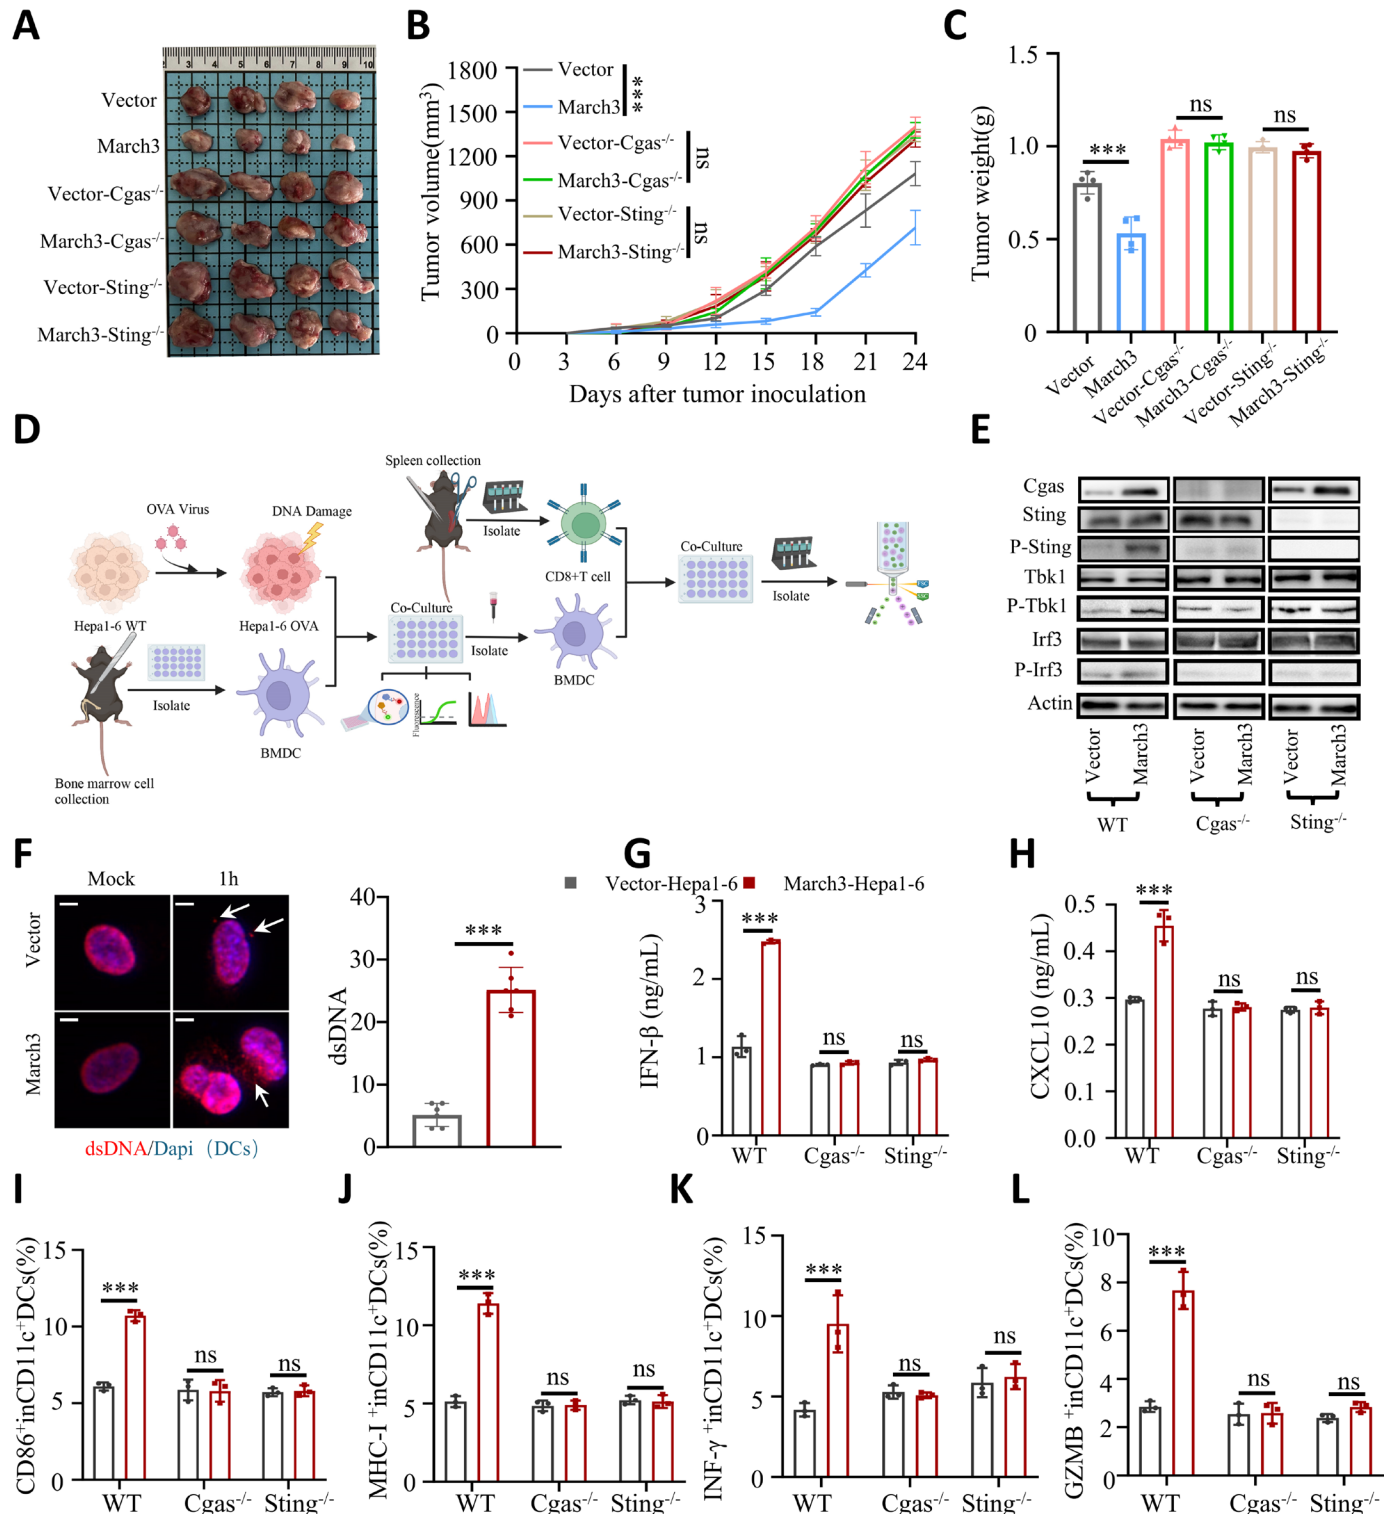 A
3 4 5 6 7 8 9 10
Vector
March3
Vector-Cgas-/-
March3-Cgas-/-
Vector-Sting-/-
March3-Sting-/-
B
Tumor volume(mm3)
1800
1500
1200
900
600
300
0
0 3 6 9 12 15 18 21 24
Days after tumor inoculation
Vector
March3
***
Vector-Cgas-/-
March3-Cgas-/-
ns
Vector-Sting-/-
March3-Sting-/-
ns
C
Tumor weight(g)
1.5
1.0
0.5
0
***
ns
ns
Vector
March3
Vector-Cgas-/-
March3-Cgas-/-
Vector-Sting-/-
March3-Sting-/-
D
Spleen collection
OVA Virus
DNA Damage
Isolate
Hepa1-6 WT
Hepa1-6 OVA
CD8+T cell
Co-Culture
Isolate
Co-Culture
Isolate
Isolate
BMDC
BMDC
Fluorescence
Bone marrow cell
collection
E
Cgas
Sting
P-Sting
Tbk1
P-Tbk1
Irf3
P-Irf3
Actin
Vector March3 Vector March3 Vector March3
WT Cgas-/- Sting-/-
F
Mock 1h
Vector
March3
dsDNA/Dapi（DCs）
dsDNA
40
30
20
10
0
***
Vector-Hepa1-6 March3-Hepa1-6
G
IFN-β (ng/mL)
3
2
1
0
***
ns
ns
WT Cgas-/- Sting-/-
H
CXCL10 (ng/mL)
0.5
0.4
0.3
0.2
0.1
0.0
***
ns
ns
WT Cgas-/- Sting-/-
I
CD86+inCD11c+DCs(%)
15
10
5
0
***
ns
ns
WT Cgas-/- Sting-/-
J
MHC-I +inCD11c+DCs(%)
15
10
5
0
***
ns
ns
WT Cgas-/- Sting-/-
K
INF-γ +inCD11c+DCs(%)
15
10
5
0
***
ns
ns
WT Cgas-/- Sting-/-
L
GZMB +inCD11c+DCs(%)
10
8
6
4
2
0
***
ns
ns
WT Cgas-/- Sting-/-